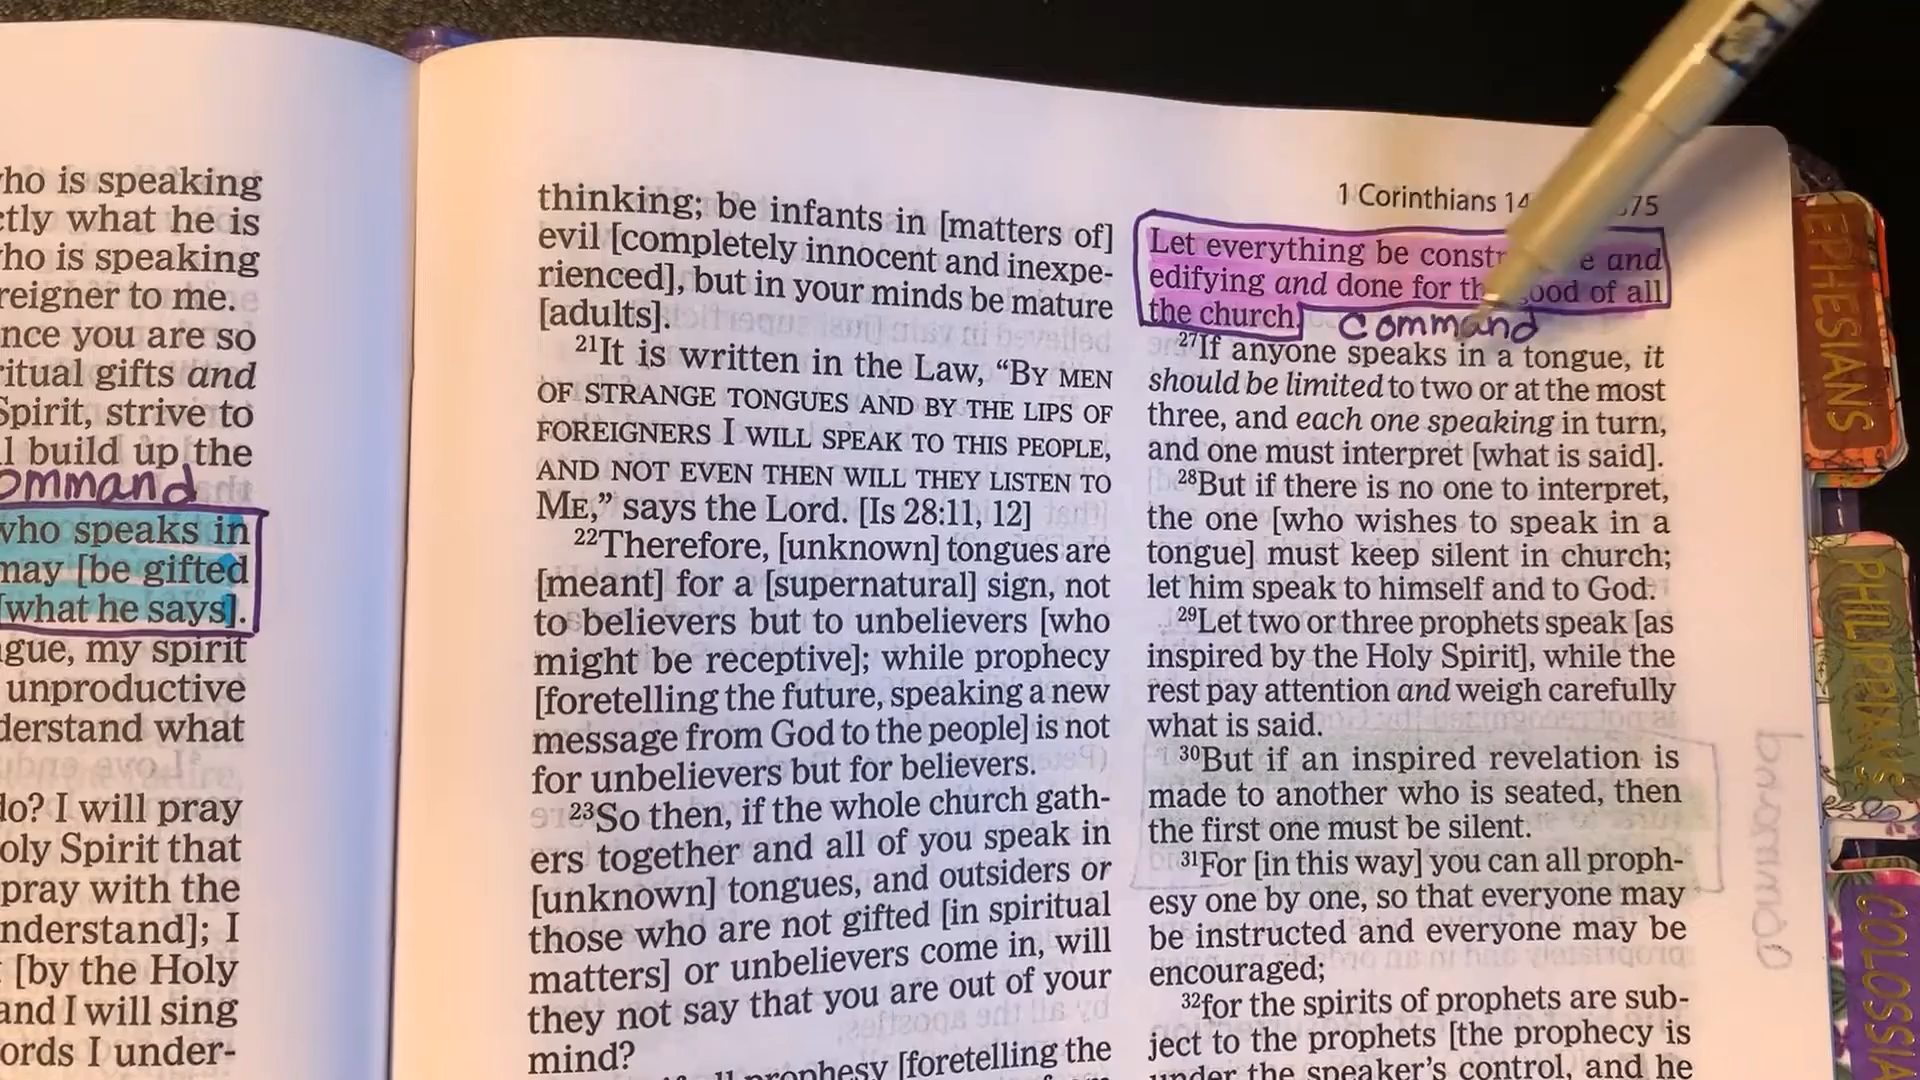 ho is speaking
ctly what he is
ho is speaking
reigner to me.
nce you are so
ritual gifts and
Spirit, strive to
l build up the
ommand
who speaks in
may [be gifted
[what he says].
gue, my spirit
unproductive
derstand what
do? I will pray
oly Spirit that
pray with the
nderstand]; I
[by the Holy
and I will sing
ords I under-
thinking; be infants in [matters of]
evil [completely innocent and inexpe-
rienced], but in your minds be mature
[adults].
21It is written in the Law, “BY MEN
OF STRANGE TONGUES AND BY THE LIPS OF
FOREIGNERS I WILL SPEAK TO THIS PEOPLE,
AND NOT EVEN THEN WILL THEY LISTEN TO
ME,” says the Lord. [Is 28:11, 12]
22Therefore, [unknown] tongues are
[meant] for a [supernatural] sign, not
to believers but to unbelievers [who
might be receptive]; while prophecy
[foretelling the future, speaking a new
message from God to the people] is not
for unbelievers but for believers.
23So then, if the whole church gath-
ers together and all of you speak in
[unknown] tongues, and outsiders or
those who are not gifted [in spiritual
matters] or unbelievers come in, will
they not say that you are out of your
mind?
prophesy [foretelling the
1 Corinthians 14 75
Let everything be constr e and
edifying and done for th ood of all
the church.
command
27If anyone speaks in a tongue, it
should be limited to two or at the most
three, and each one speaking in turn,
and one must interpret [what is said].
28But if there is no one to interpret,
the one [who wishes to speak in a
tongue] must keep silent in church;
let him speak to himself and to God.
29Let two or three prophets speak [as
inspired by the Holy Spirit], while the
rest pay attention and weigh carefully
what is said.
30But if an inspired revelation is
made to another who is seated, then
the first one must be silent.
31For [in this way] you can all proph-
esy one by one, so that everyone may
be instructed and everyone may be
encouraged;
32for the spirits of prophets are sub-
ject to the prophets [the prophecy is
under the speaker’s control, and he
EPHESIANS
PHILIPPIANS
COLOSSIA